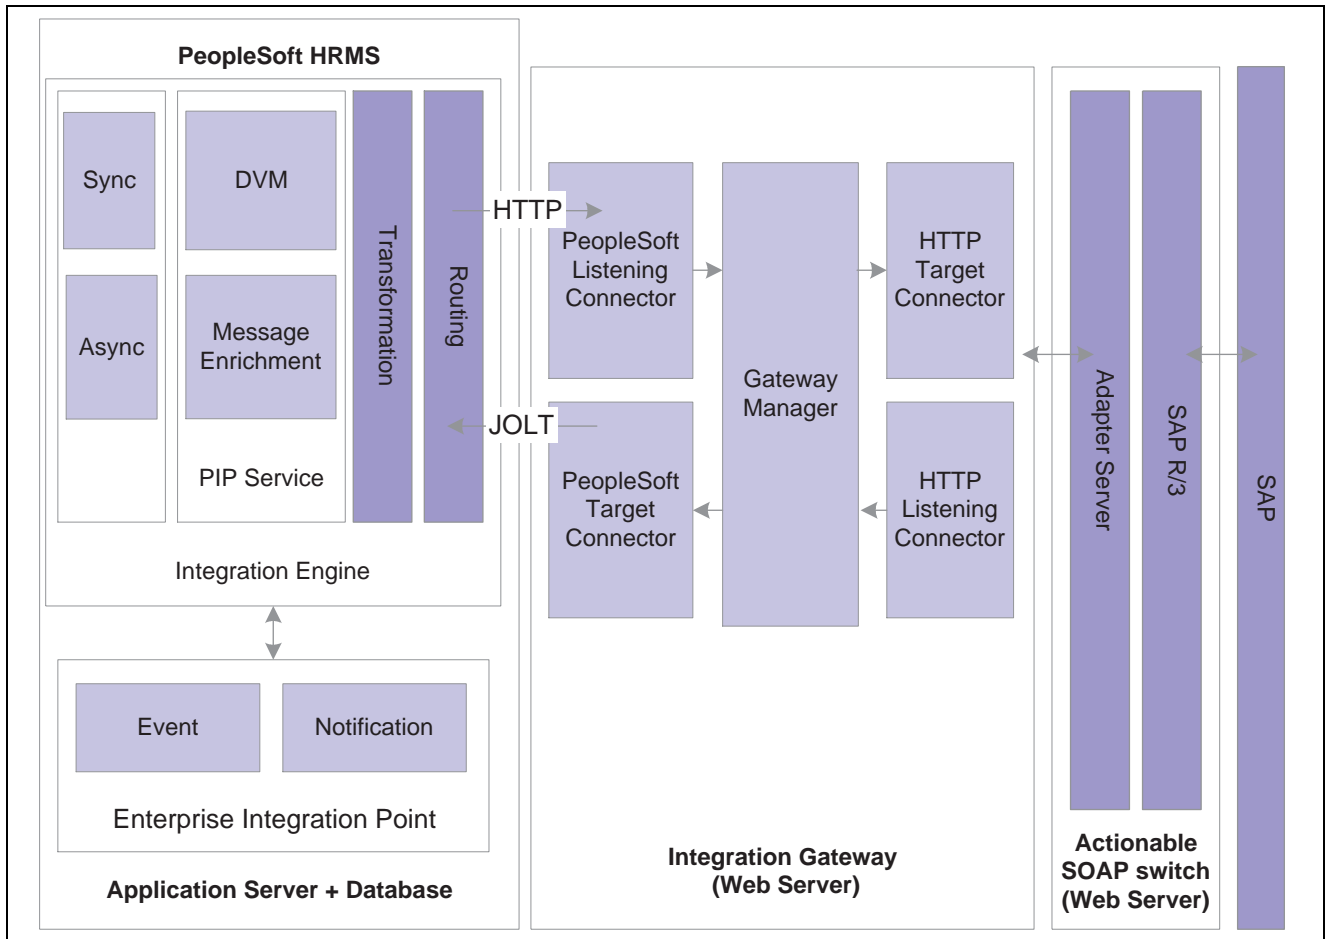 PeopleSoft HRMS
Sync
Async
DVM
Message
Enrichment
PIP Service
Transformation
Routing
Integration Engine
Event
Notification
Enterprise Integration Point
Application Server + Database
HTTP
JOLT
PeopleSoft
Listening
Connector
PeopleSoft
Target
Connector
Gateway
Manager
HTTP
Target
Connector
HTTP
Listening
Connector
Integration Gateway
(Web Server)
Adapter Server
SAP R/3
Actionable
SOAP switch
(Web Server)
SAP